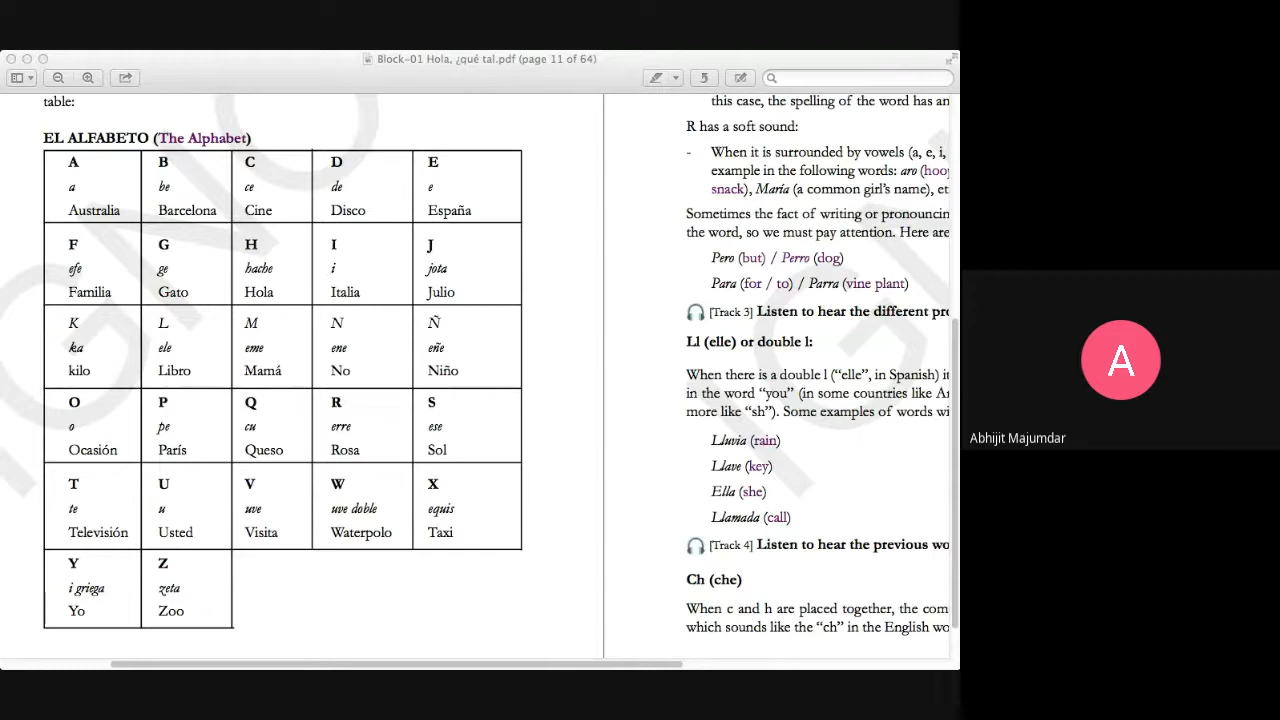 Block-01 Hola, ¿qué tal.pdf (page 11 of 64)
table:
EL ALFABETO (The Alphabet)
A B C D E
a be ce de e
Australia Barcelona Cine Disco España
F G H I J
efe ge hache i jota
Familia Gato Hola Italia Julio
K L M N Ñ
ka ele eme ene eñe
kilo Libro Mamá No Niño
O P Q R S
o pe cu erre ese
Ocasión París Queso Rosa Sol
T U V W X
te u uve uve doble equis
Televisión Usted Visita Waterpolo Taxi
Y Z
i griega zeta
Yo Zoo
this case, the spelling of the word has an
R has a soft sound:
- When it is surrounded by vowels (a, e, i,
example in the following words: aro (hoop
snack), María (a common girl's name), et
Sometimes the fact of writing or pronouncin
the word, so we must pay attention. Here are
Pero (but) / Perro (dog)
Para (for / to) / Parra (vine plant)
[Track 3] Listen to hear the different pro
Ll (elle) or double l:
When there is a double l ("elle", in Spanish) it
in the word "you" (in some countries like Ar
more like "sh"). Some examples of words wi
Lluvia (rain)
Llave (key)
Ella (she)
Llamada (call)
[Track 4] Listen to hear the previous wo
Ch (che)
When c and h are placed together, the com
which sounds like the "ch" in the English wo
A
Abhijit Majumdar